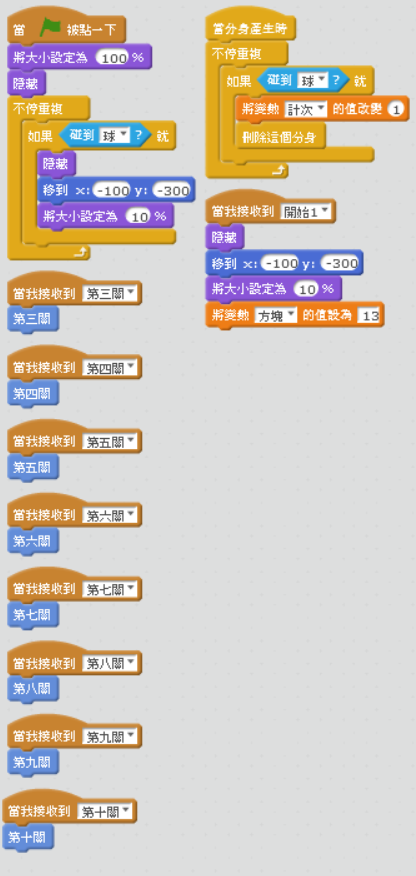 當 被點一下
將大小設定為 100 %
隱藏
不停重複
如果 碰到 球 ? 就
隱藏
移到 x: -100 y: -300
將大小設定為 10 %
當我接收到 第三關
第三關
當我接收到 第四關
第四關
當我接收到 第五關
第五關
當我接收到 第六關
第六關
當我接收到 第七關
第七關
當我接收到 第八關
第八關
當我接收到 第九關
第九關
當我接收到 第十關
第十關
當分身產生時
不停重複
如果 碰到 球 ? 就
將變數 計次 的值改變 1
刪除這個分身
當我接收到 開始1
隱藏
移到 x: -100 y: -300
將大小設定為 10 %
將變數 方塊 的值設為 13